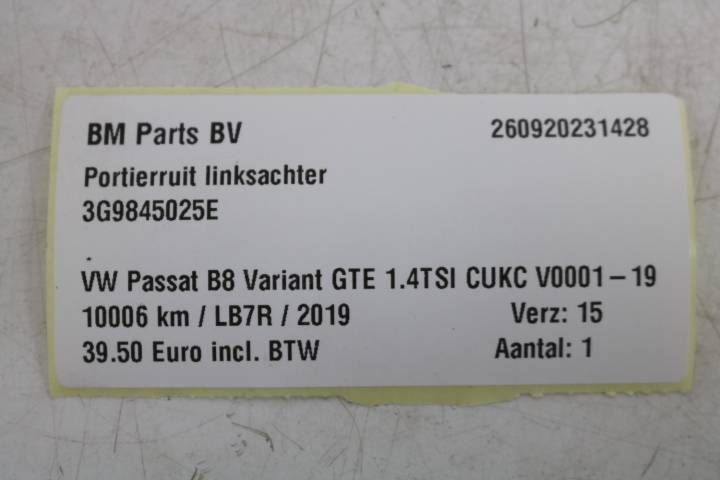 BM Parts BV 260920231428
Portierruit linksachter
3G9845025E
.
VW Passat B8 Variant GTE 1.4TSI CUKC V0001-19
10006 km / LB7R / 2019 Verz: 15
39.50 Euro incl. BTW Aantal: 1